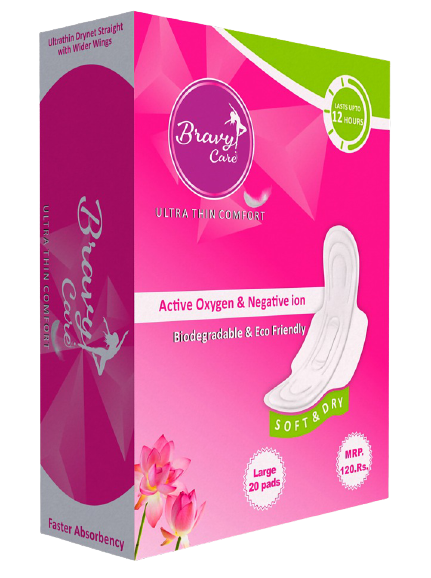 Ultrathin Drynet Straight
with Wider Wings
Bravy
Care
ULTRA THIN COMFORT
Faster Absorbency
LASTS UPTO
12 HOURS
Bravy
Care
ULTRA THIN COMFORT
Active Oxygen & Negative ion
Biodegradable & Eco Friendly
SOFT & DRY
Large
20 pads
MRP.
120.Rs.